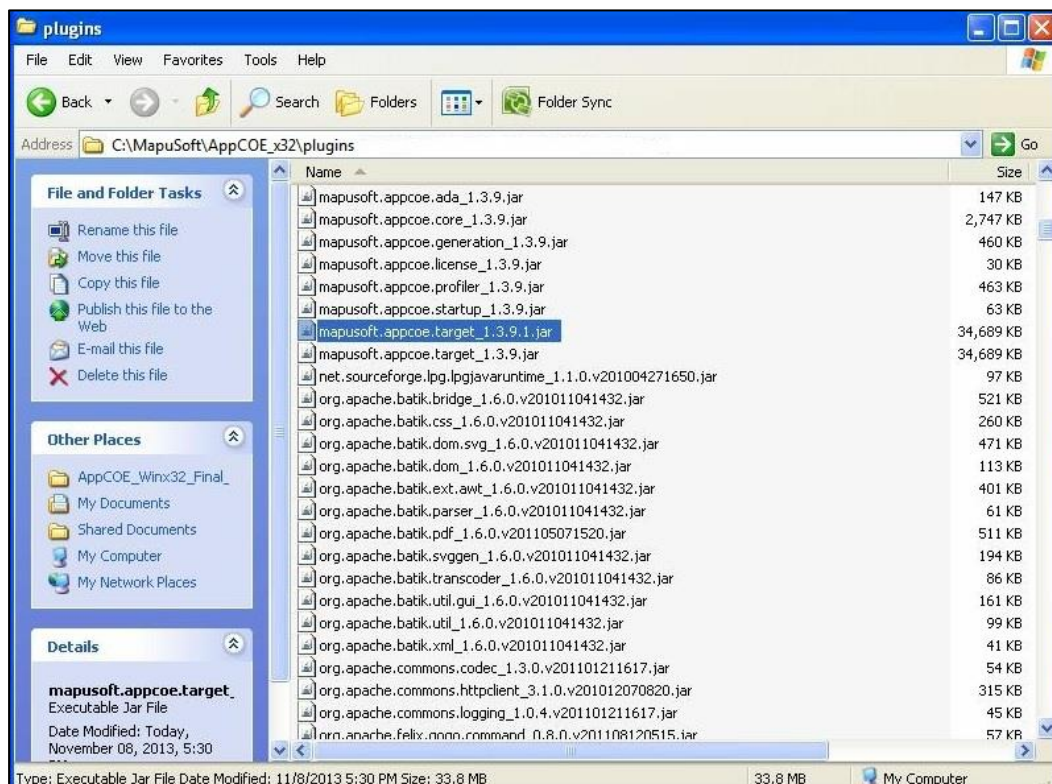 plugins
File Edit View Favorites Tools Help
Back Search Folders Folder Sync
Address C:\MapuSoft\AppCOE_x32\plugins Go
File and Folder Tasks
Rename this file
Move this file
Copy this file
Publish this file to the
Web
E-mail this file
Delete this file
Other Places
AppCOE_Winx32_Final_
My Documents
Shared Documents
My Computer
My Network Places
Details
mapusoft.appcoe.target_
Executable Jar File
Date Modified: Today,
November 08, 2013, 5:30
Name Size
mapusoft.appcoe.ada_1.3.9.jar 147 KB
mapusoft.appcoe.core_1.3.9.jar 2,747 KB
mapusoft.appcoe.generation_1.3.9.jar 460 KB
mapusoft.appcoe.license_1.3.9.jar 30 KB
mapusoft.appcoe.profiler_1.3.9.jar 463 KB
mapusoft.appcoe.startup_1.3.9.jar 63 KB
mapusoft.appcoe.target_1.3.9.1.jar 34,689 KB
mapusoft.appcoe.target_1.3.9.jar 34,689 KB
net.sourceforge.lpg.lpgjavaruntime_1.1.0.v201004271650.jar 97 KB
org.apache.batik.bridge_1.6.0.v201011041432.jar 521 KB
org.apache.batik.css_1.6.0.v201011041432.jar 260 KB
org.apache.batik.dom.svg_1.6.0.v201011041432.jar 471 KB
org.apache.batik.dom_1.6.0.v201011041432.jar 113 KB
org.apache.batik.ext.awt_1.6.0.v201011041432.jar 401 KB
org.apache.batik.parser_1.6.0.v201011041432.jar 61 KB
org.apache.batik.pdf_1.6.0.v201105071520.jar 511 KB
org.apache.batik.svggen_1.6.0.v201011041432.jar 194 KB
org.apache.batik.transcoder_1.6.0.v201011041432.jar 86 KB
org.apache.batik.util.gui_1.6.0.v201011041432.jar 161 KB
org.apache.batik.util_1.6.0.v201011041432.jar 99 KB
org.apache.batik.xml_1.6.0.v201011041432.jar 41 KB
org.apache.commons.codec_1.3.0.v201101211617.jar 54 KB
org.apache.commons.httpclient_3.1.0.v201012070820.jar 315 KB
org.apache.commons.logging_1.0.4.v201101211617.jar 45 KB
org.apache.felix.gogo.command_0.8.0.v201108120515.jar 57 KB
Type: Executable Jar File Date Modified: 11/8/2013 5:30 PM Size: 33.8 MB 33.8 MB My Computer